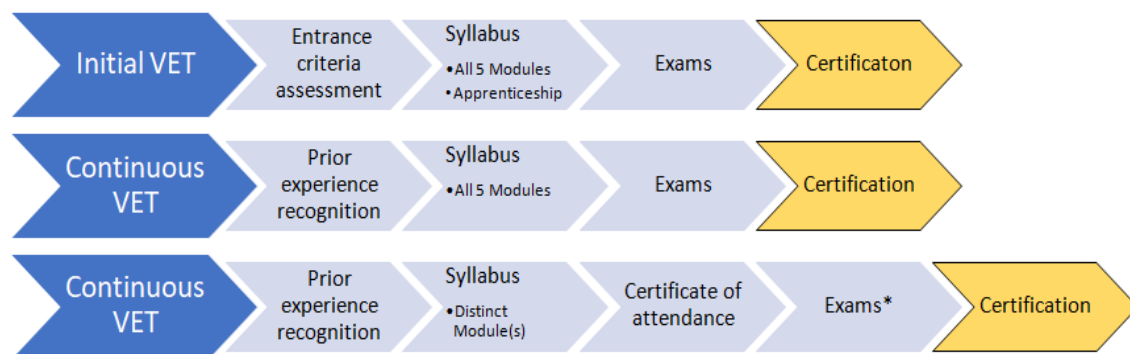 Initial VET
Entrance
criteria
assessment
Syllabus
•All 5 Modules
•Apprenticeship
Exams
Certificaton
Continuous
VET
Prior
experience
recognition
Syllabus
•All 5 Modules
Exams
Certification
Continuous
VET
Prior
experience
recognition
Syllabus
•Distinct
Module(s)
Certificate of
attendance
Exams*
Certification